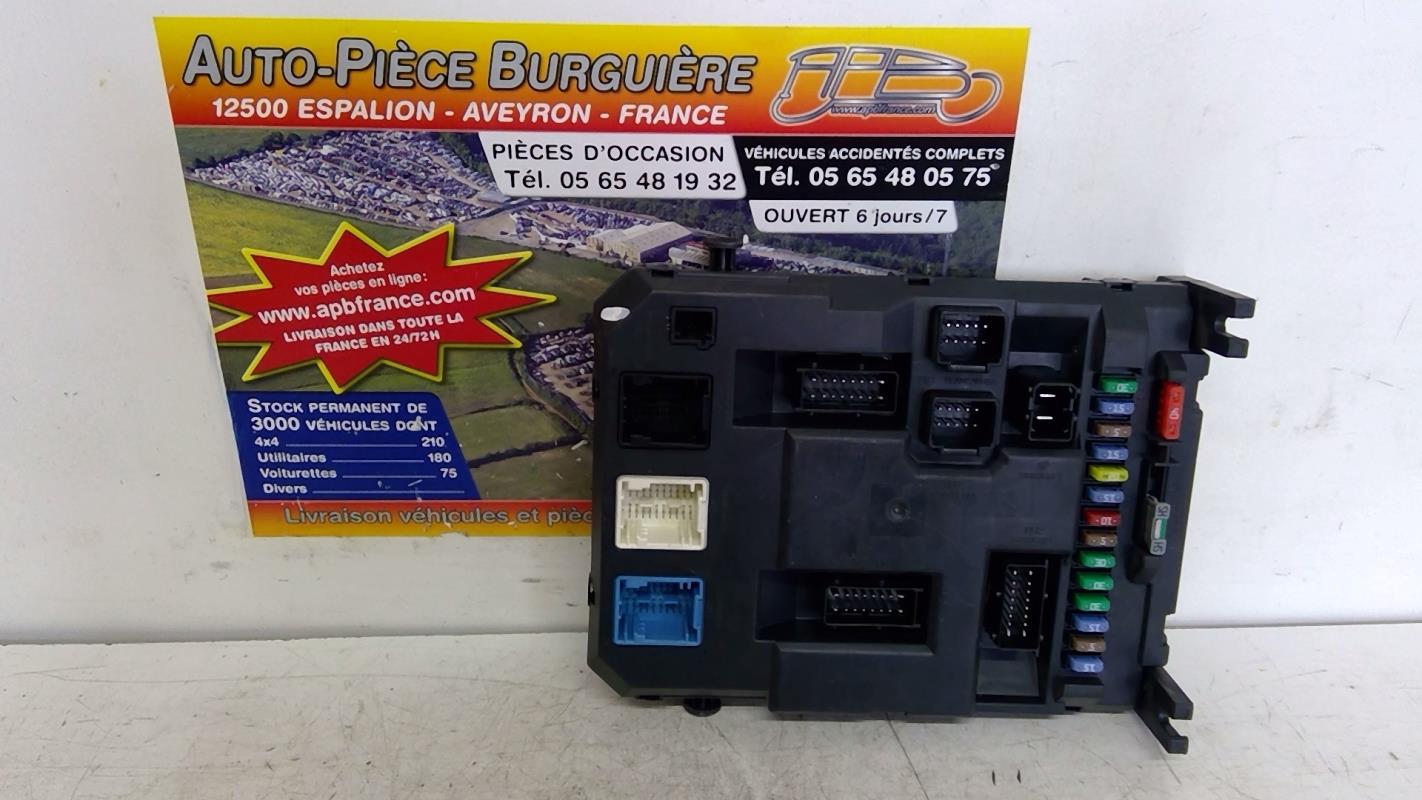 AUTO-PIÈCE BURGUIÈRE
APB
www.apbfrance.com
12500 ESPALION - AVEYRON - FRANCE
PIÈCES D'OCCASION
Tél. 05 65 48 19 32
VÉHICULES ACCIDENTÉS COMPLETS
Tél. 05 65 48 05 75
OUVERT 6 jours/7
Achetez
vos pièces en ligne:
www.apbfrance.com
LIVRAISON DANS TOUTE LA
FRANCE EN 24/72H
STOCK PERMANENT DE
3000 VÉHICULES DONT
4x4 210
Utilitaires 180
Voiturettes 75
Divers
Livraison véhicules et pièc
30
15
5
15
15
10
5
30
30
30
15
5
15
40
SH
SH